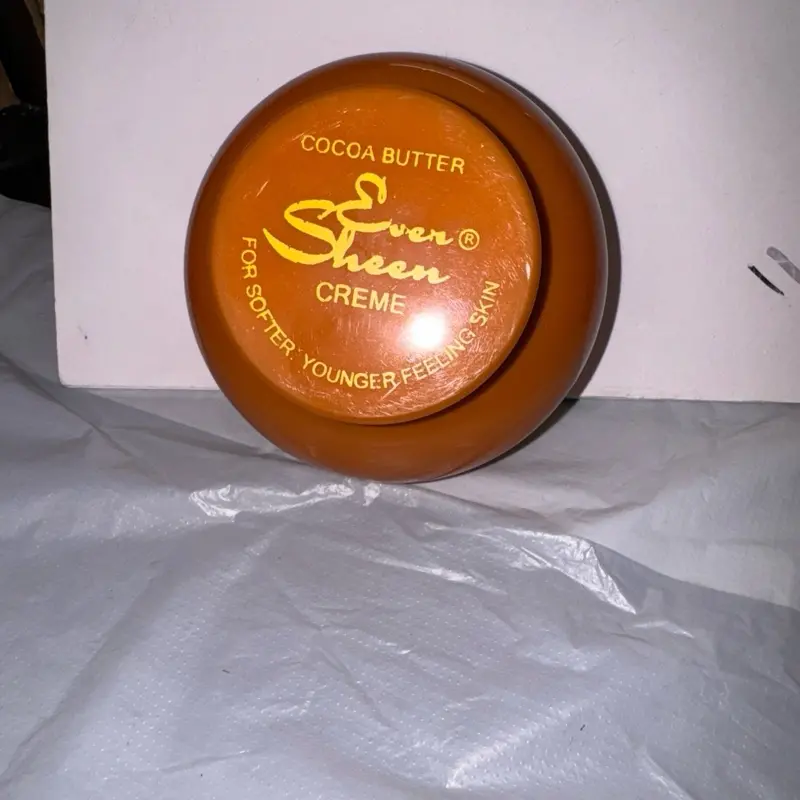 COCOA BUTTER
Ever ®
Sheen
CREME
FOR SOFTER YOUNGER FEELING SKIN